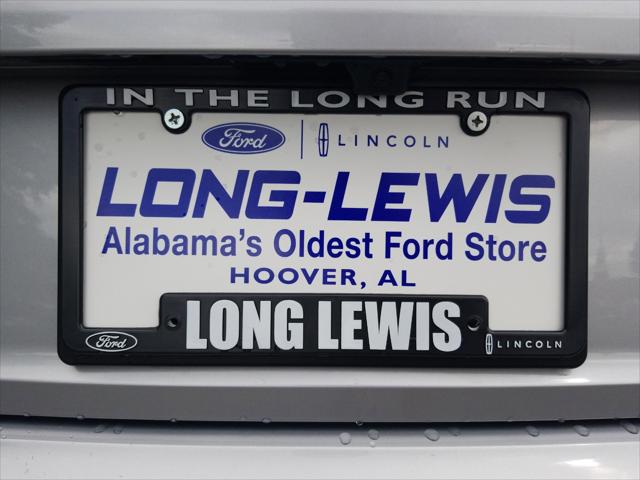 IN THE LONG RUN
Ford LINCOLN
LONG-LEWIS
Alabama's Oldest Ford Store
HOOVER, AL
LONG LEWIS
Ford LINCOLN